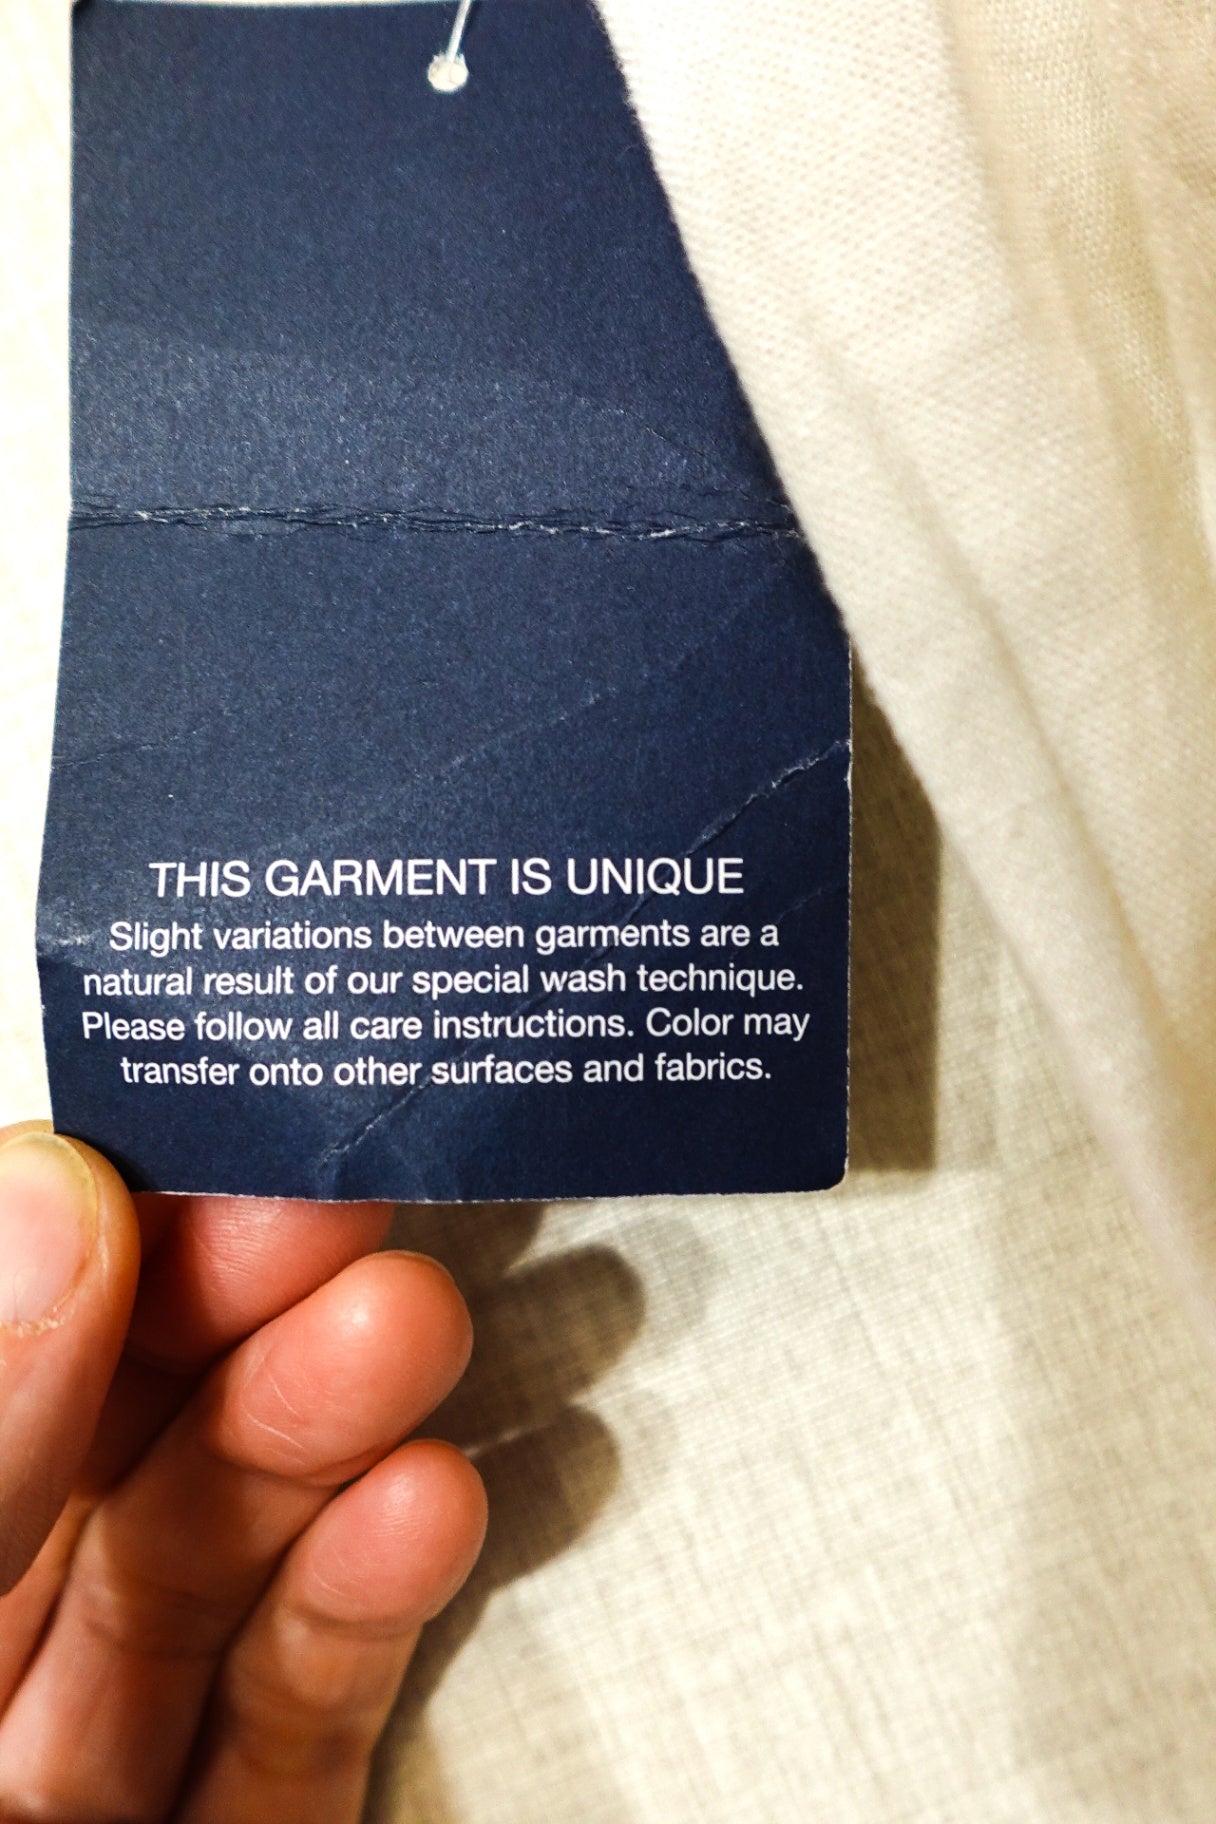 THIS GARMENT IS UNIQUE
Slight variations between garments are a
natural result of our special wash technique.
Please follow all care instructions. Color may
transfer onto other surfaces and fabrics.